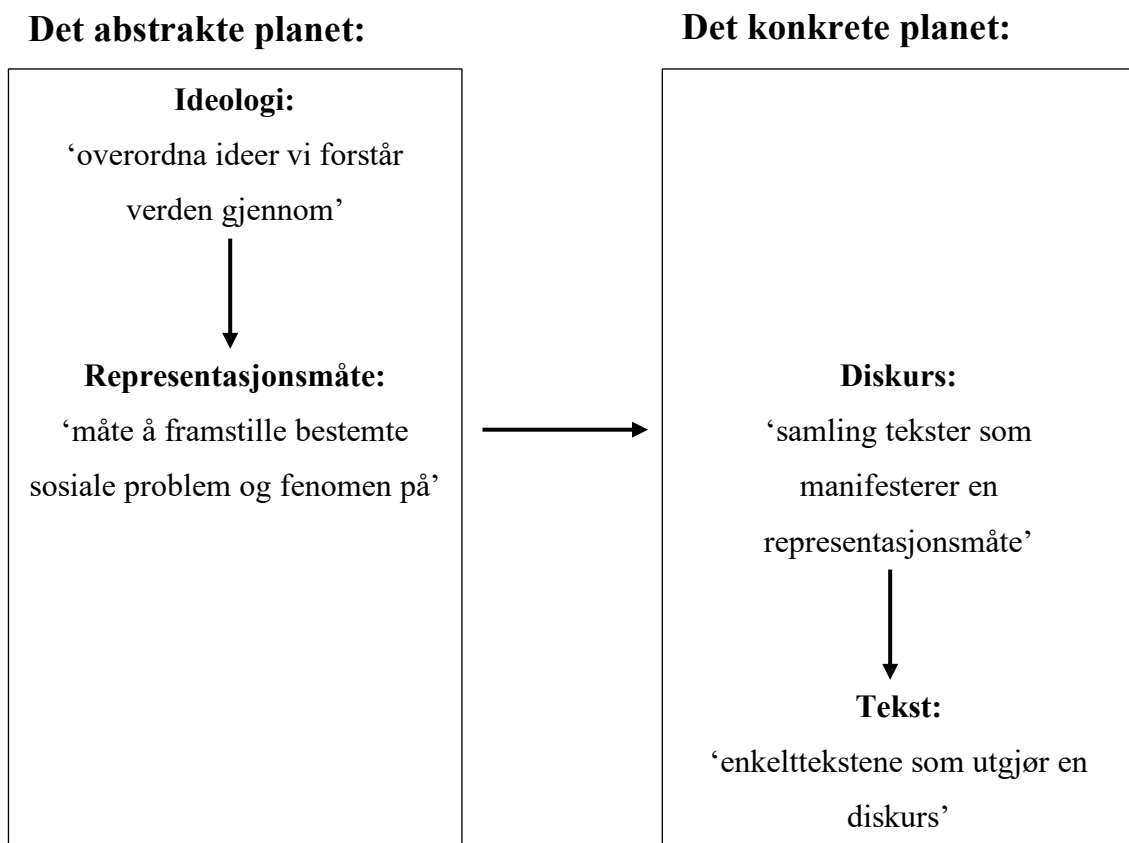 Det abstrakte planet:
Ideologi:
‘overordna ideer vi forstår
verden gjennom’
Representasjonsmåte:
‘måte å framstille bestemte
sosiale problem og fenomen på’
Det konkrete planet:
Diskurs:
‘samling tekster som
manifesterer en
representasjonsmåte’
Tekst:
‘enkelttekstene som utgjør en
diskurs’